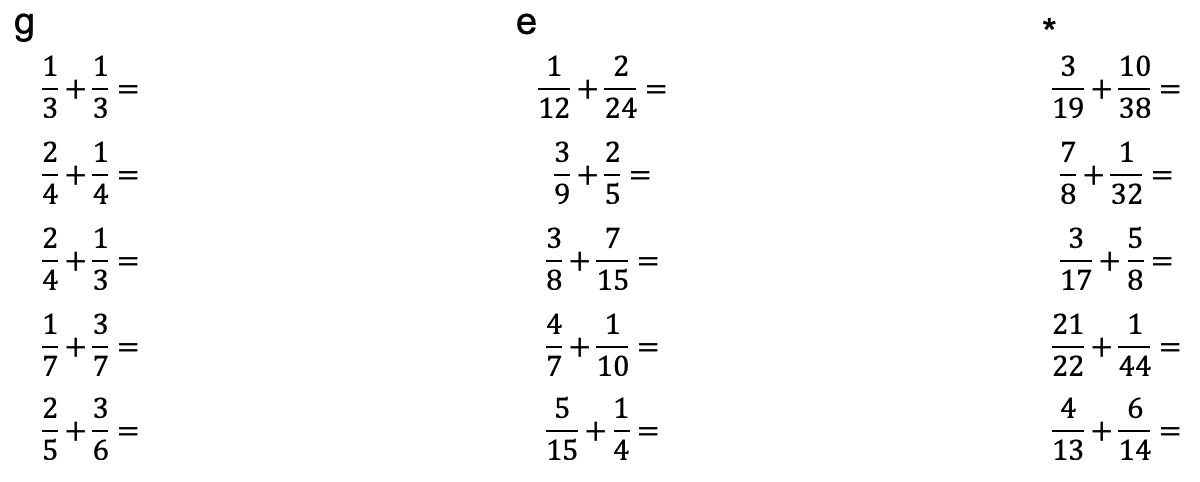 g e *
1/3 + 1/3 = 1/12 + 2/24 = 3/19 + 10/38 =
2/4 + 1/4 = 3/9 + 2/5 = 7/8 + 1/32 =
2/4 + 1/3 = 3/8 + 7/15 = 3/17 + 5/8 =
1/7 + 3/7 = 4/7 + 1/10 = 21/22 + 1/44 =
2/5 + 3/6 = 5/15 + 1/4 = 4/13 + 6/14 =